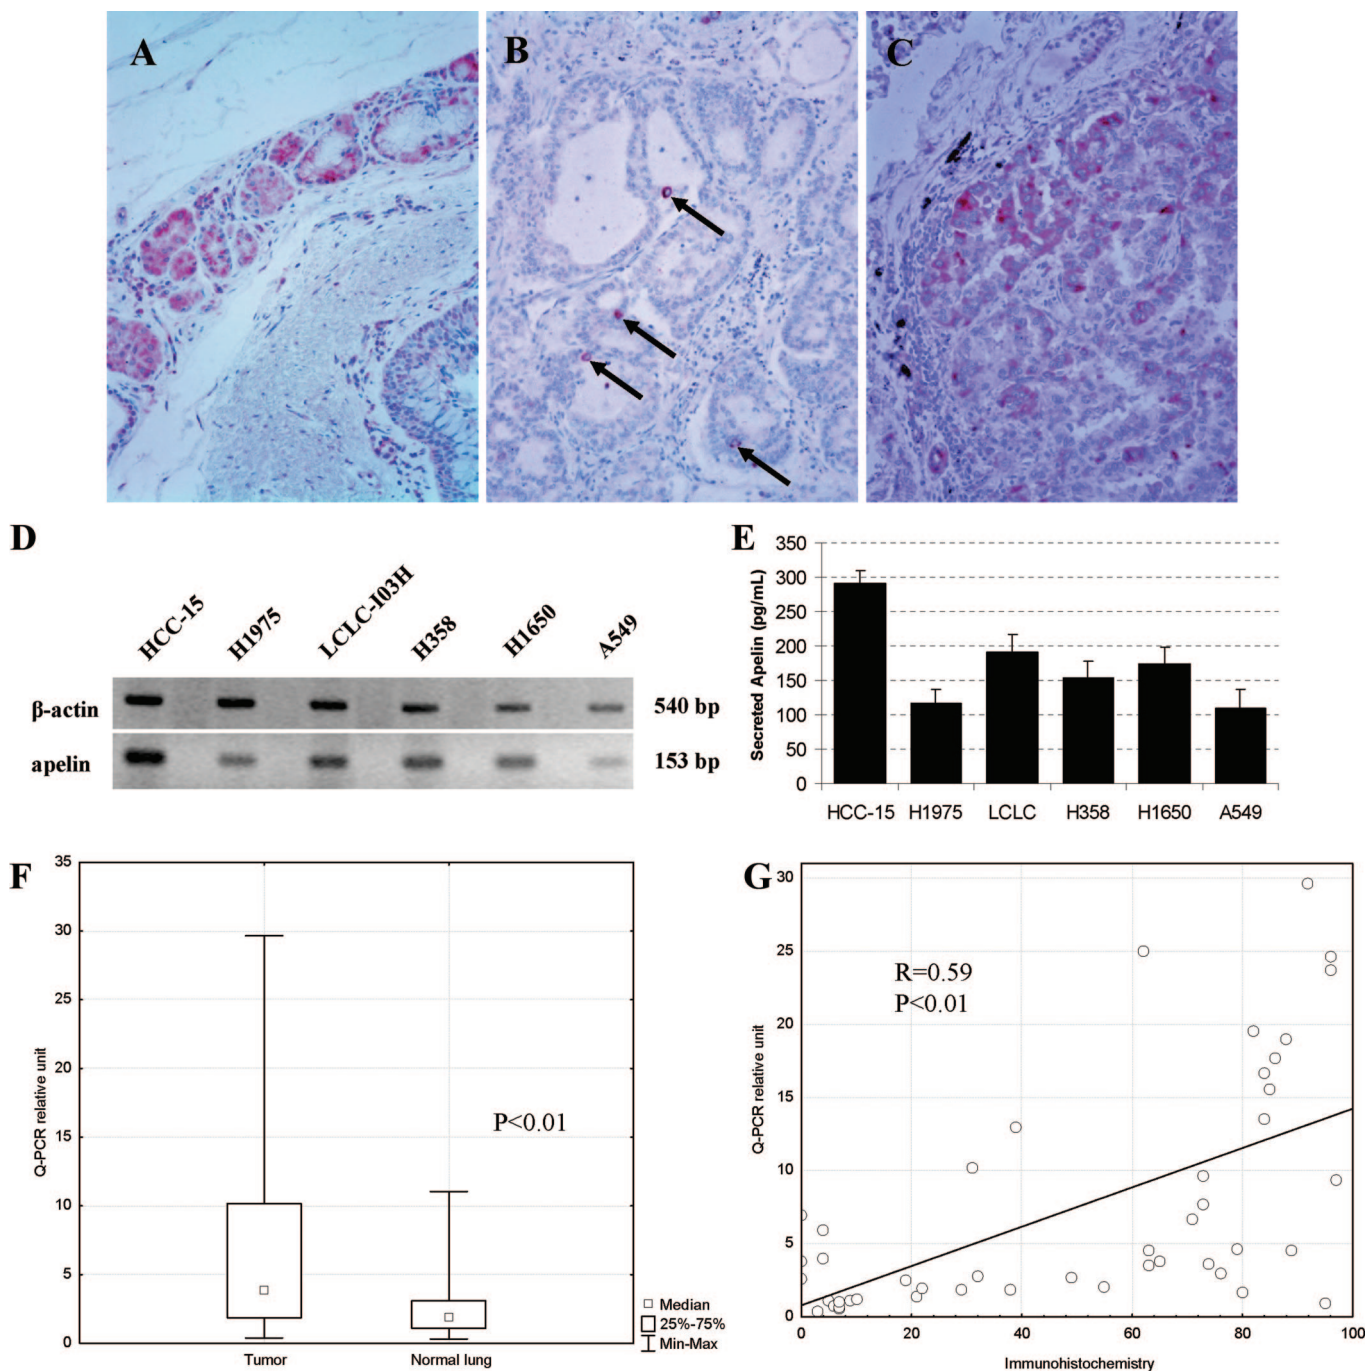 A
B
C
D
HCC-15
H1975
LCLC-I03H
H358
H1650
A549
β-actin
540 bp
apelin
153 bp
E
Secreted Apelin (pg/mL)
350
300
250
200
150
100
50
0
HCC-15 H1975 LCLC H358 H1650 A549
F
Q-PCR relative unit
35
30
25
20
15
10
5
0
P<0.01
Tumor Normal lung
Median
25%-75%
Min-Max
G
Q-PCR relative unit
30
25
20
15
10
5
0
R=0.59
P<0.01
0 20 40 60 80 100
Immunohistochemistry